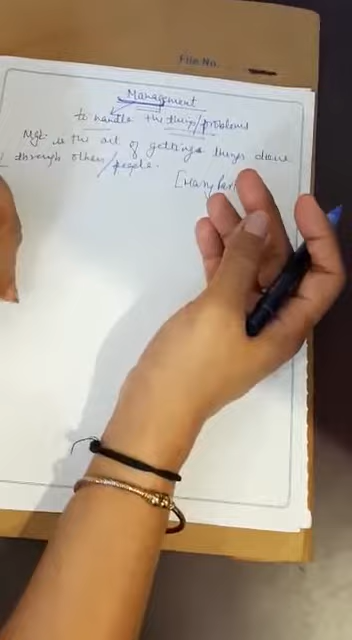 File No.
Management
to handle the things/problems
Mgt. is the art of getting things done
through others/people.
[Mary